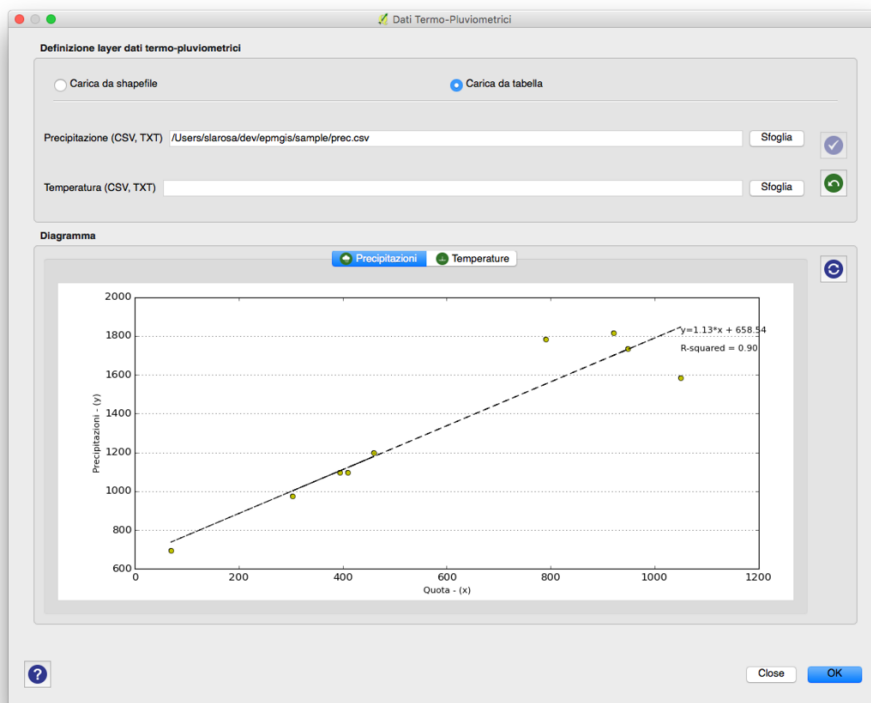 Dati Termo-Pluviometrici
Definizione layer dati termo-pluviometrici
Carica da shapefile
Carica da tabella
Precipitazione (CSV, TXT)
/Users/slarosa/dev/epmgis/sample/prec.csv
Sfoglia
Temperatura (CSV, TXT)
Sfoglia
Diagramma
Precipitazioni
Temperature
2000
1800
1600
1400
1200
1000
800
600
Precipitazioni - (y)
y=1.13*x + 658.54
R-squared = 0.90
0
200
400
600
800
1000
1200
Quota - (x)
?
Close
OK